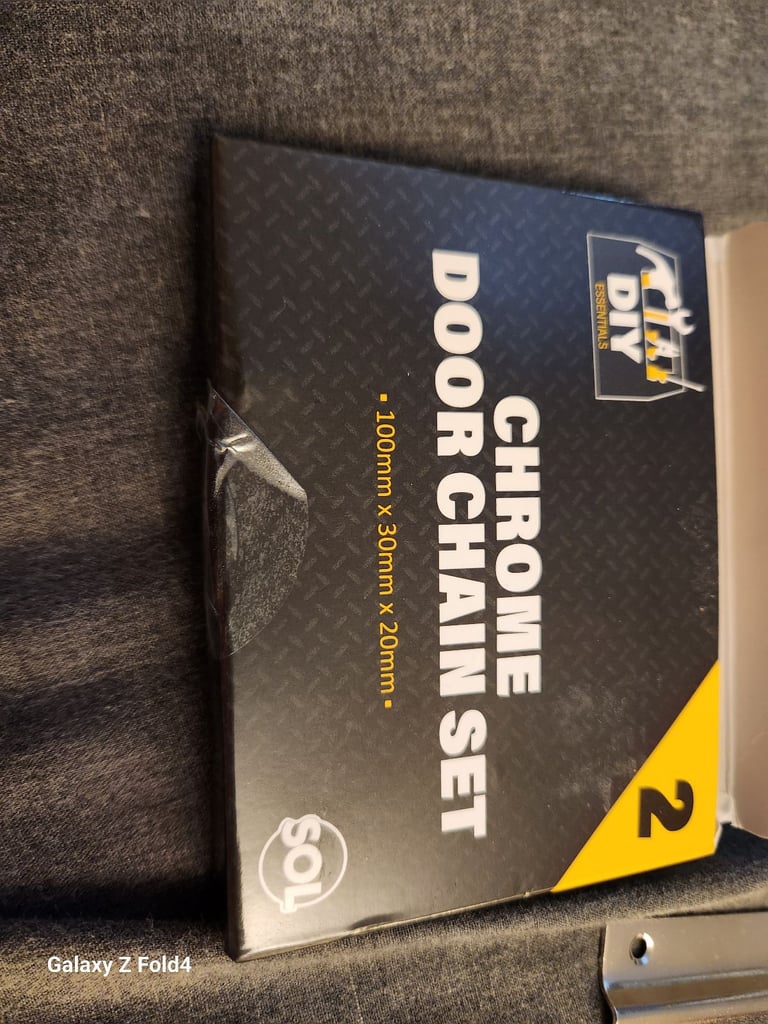 DIY
ESSENTIALS
2
CHROME
DOOR CHAIN SET
▪ 100mm x 30mm x 20mm ▪
SOL
Galaxy Z Fold4